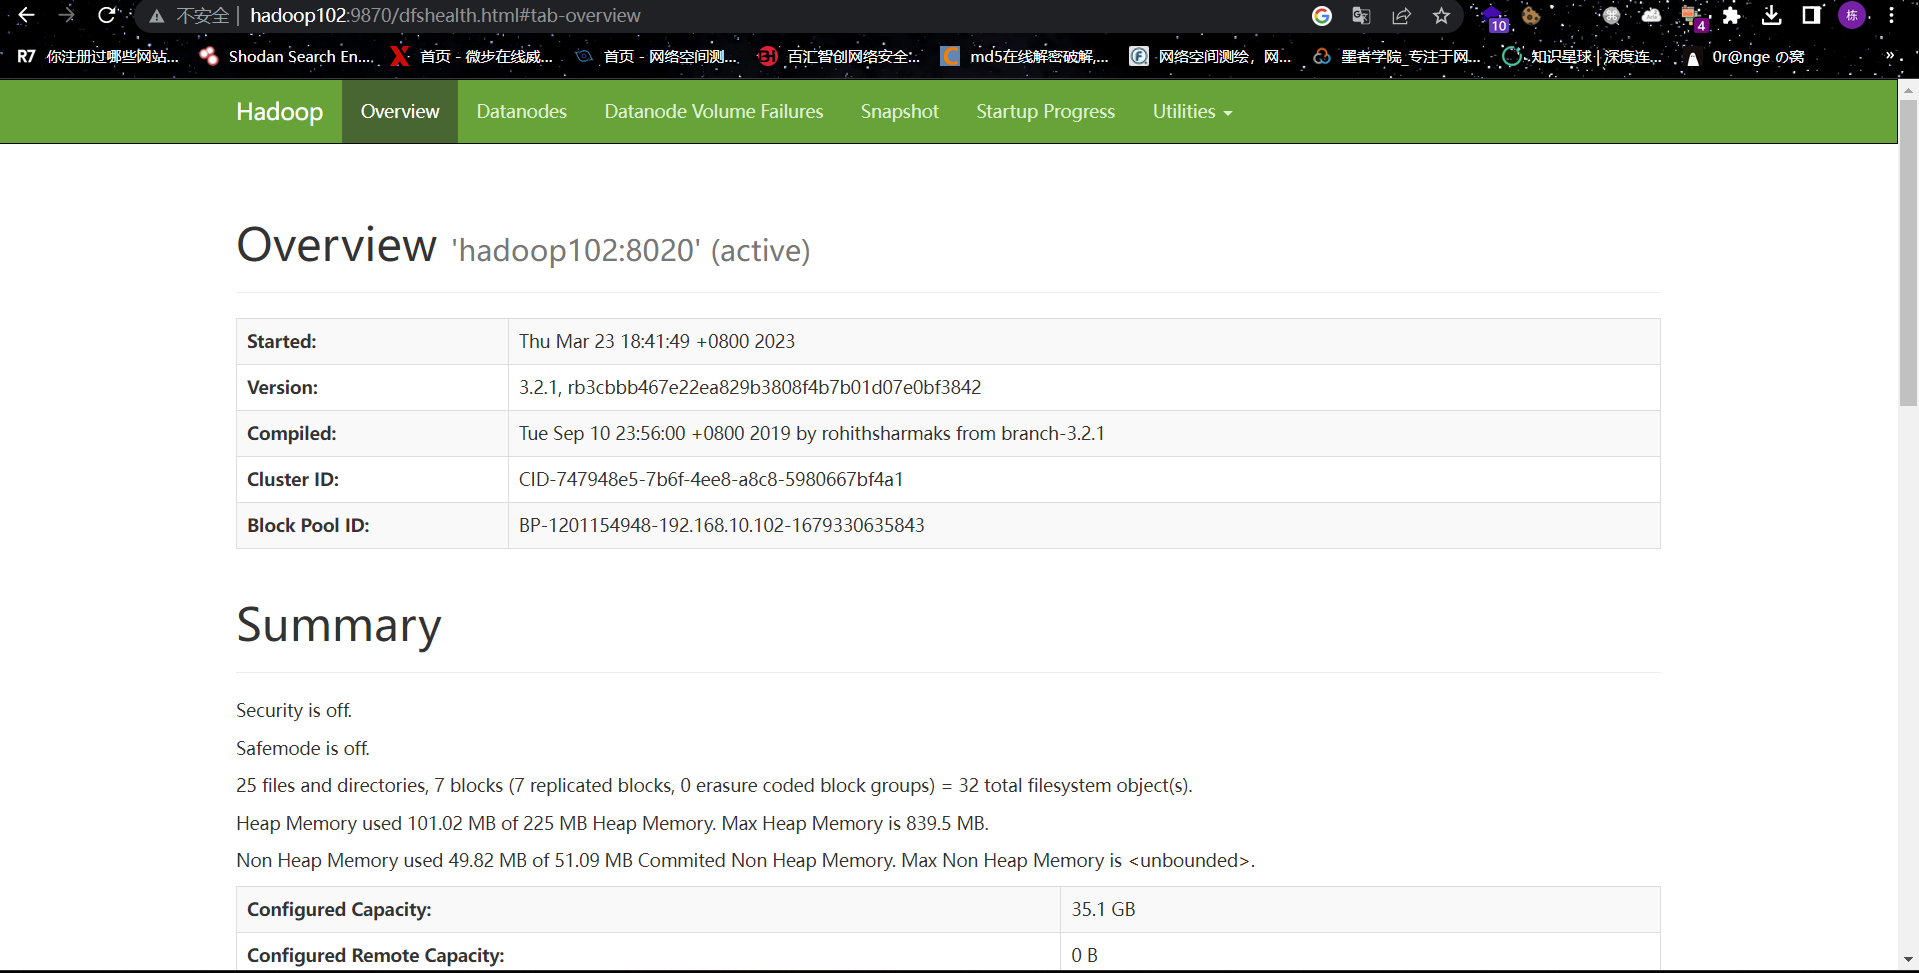 不安全 | hadoop102:9870/dfshealth.html#tab-overview
10
4
栋
R7 你注册过哪些网站... Shodan Search En... 首页 - 微步在线威... 首页 - 网络空间测... 百汇智创网络安全:... md5在线解密破解,... 网络空间测绘，网... 墨者学院_专注于网... 知识星球 | 深度连... 0r@nge の窝 »
Hadoop Overview Datanodes Datanode Volume Failures Snapshot Startup Progress Utilities
Overview 'hadoop102:8020' (active)
Started: Thu Mar 23 18:41:49 +0800 2023
Version: 3.2.1, rb3cbbb467e22ea829b3808f4b7b01d07e0bf3842
Compiled: Tue Sep 10 23:56:00 +0800 2019 by rohithsharmaks from branch-3.2.1
Cluster ID: CID-747948e5-7b6f-4ee8-a8c8-5980667bf4a1
Block Pool ID: BP-1201154948-192.168.10.102-1679330635843
Summary
Security is off.
Safemode is off.
25 files and directories, 7 blocks (7 replicated blocks, 0 erasure coded block groups) = 32 total filesystem object(s).
Heap Memory used 101.02 MB of 225 MB Heap Memory. Max Heap Memory is 839.5 MB.
Non Heap Memory used 49.82 MB of 51.09 MB Commited Non Heap Memory. Max Non Heap Memory is <unbounded>.
Configured Capacity: 35.1 GB
Configured Remote Capacity: 0 B